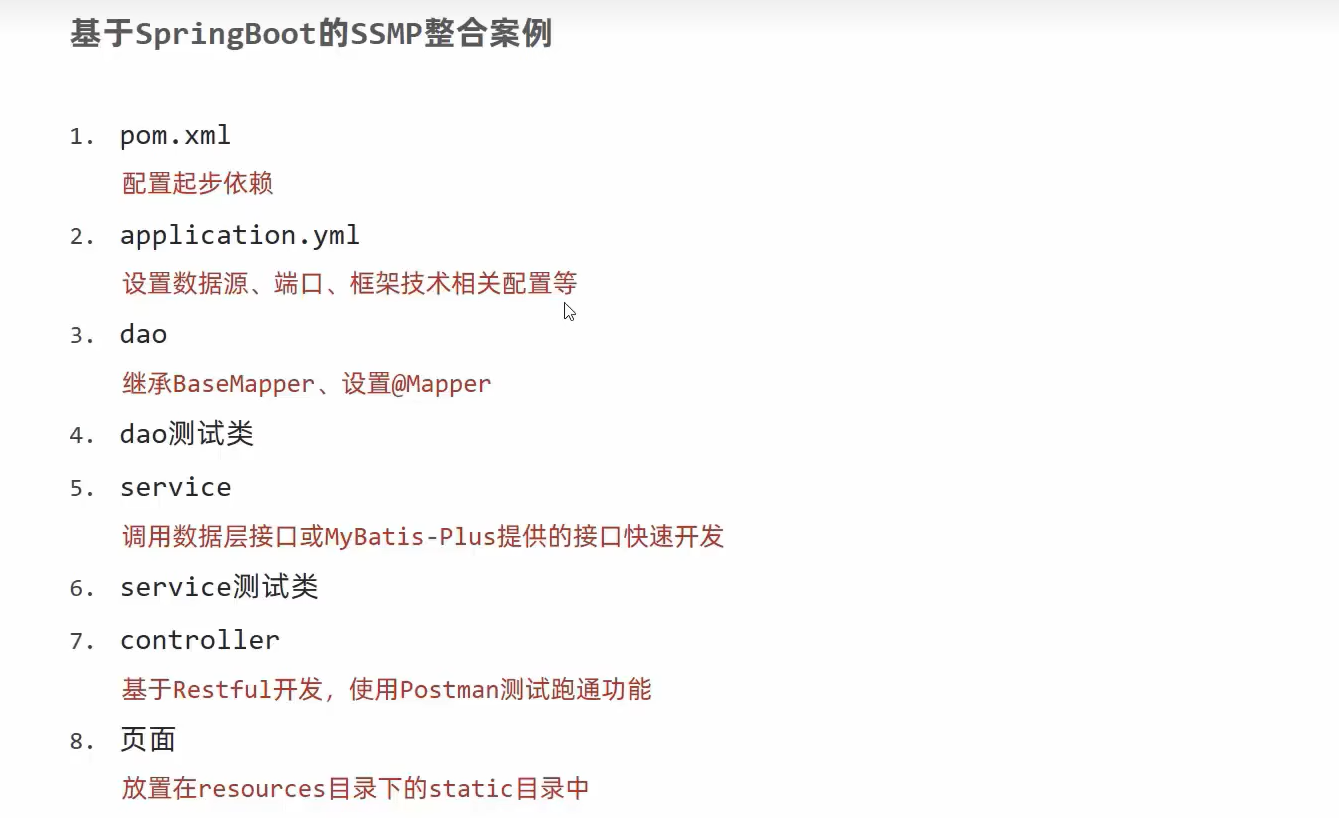 基于SpringBoot的SSMP整合案例
1. pom.xml
配置起步依赖
2. application.yml
设置数据源、端口、框架技术相关配置等
3. dao
继承BaseMapper、设置@Mapper
4. dao测试类
5. service
调用数据层接口或MyBatis-Plus提供的接口快速开发
6. service测试类
7. controller
基于Restful开发，使用Postman测试跑通功能
8. 页面
放置在resources目录下的static目录中